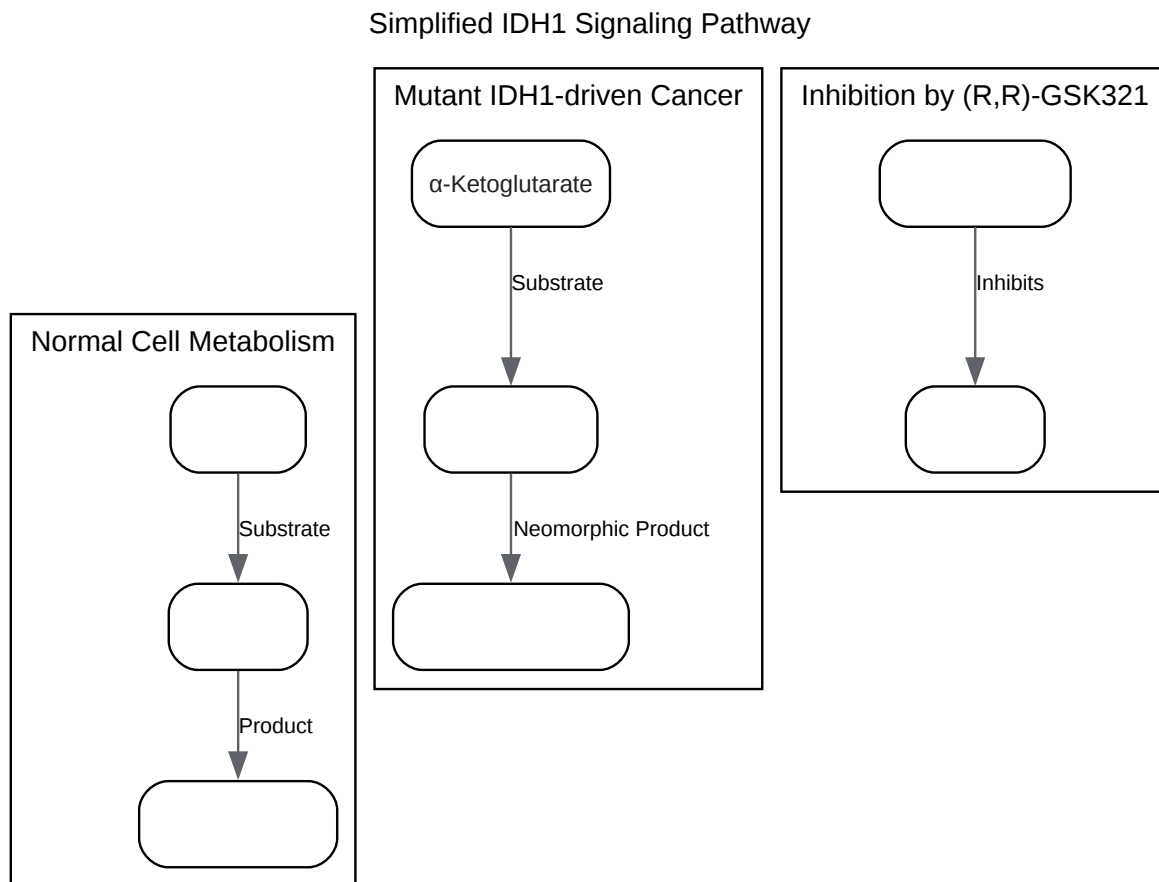 Simplified IDH1 Signaling Pathway
Normal Cell Metabolism
Substrate
Product
Mutant IDH1-driven Cancer
α-Ketoglutarate
Substrate
Neomorphic Product
Inhibition by (R,R)-GSK321
Inhibits